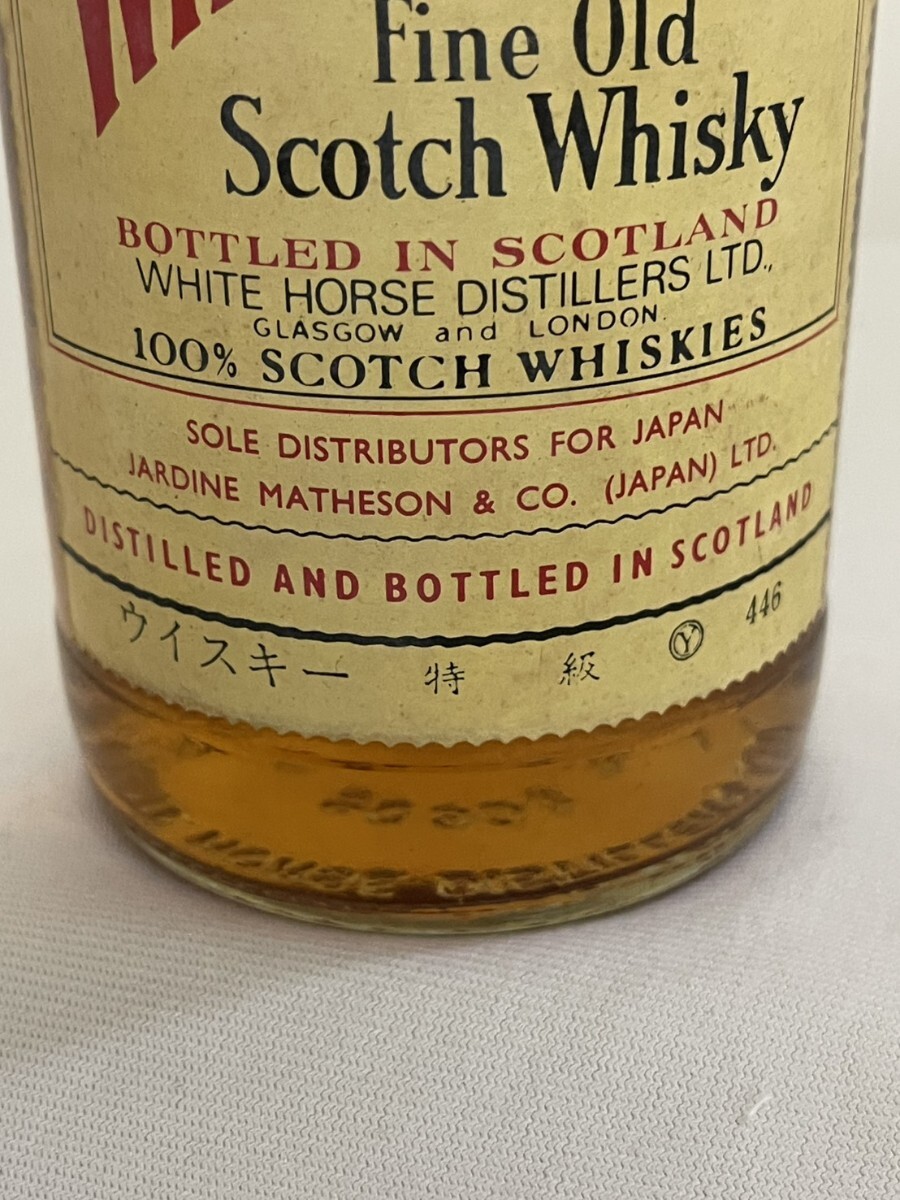 Fine Old
Scotch Whisky
BOTTLED IN SCOTLAND
WHITE HORSE DISTILLERS LTD.,
GLASGOW and LONDON.
100% SCOTCH WHISKIES
SOLE DISTRIBUTORS FOR JAPAN
JARDINE MATHESON & CO. (JAPAN) LTD.
DISTILLED AND BOTTLED IN SCOTLAND
ウイスキー 特 級 Ⓨ 446